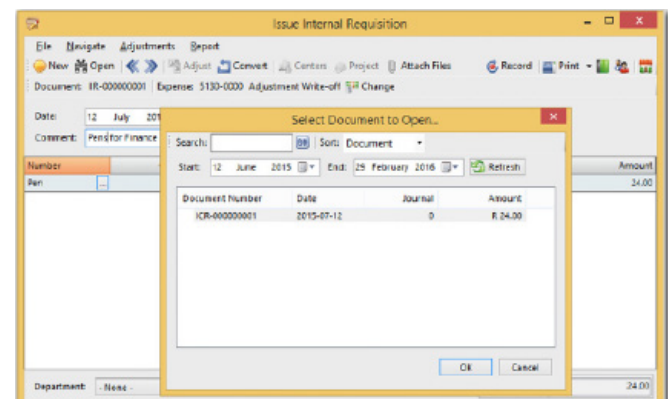 Issue Internal Requisition
File Navigate Adjustments Report
New Open Adjust Convert Centers Project Attach Files Record Print
Document: IR-000000001 Expense: 5130-0000 Adjustment Write-off Change
Date: 12 July 201
Comment: Pens for Finance
Number Amount
Pen ... 24.00
Select Document to Open...
Search: Sort: Document
Start: 12 June 2015 End: 29 February 2016 Refresh
Document Number Date Journal Amount
ICR-000000001 2015-07-12 0 R 24.00
OK Cancel
Department: - None - 24.00